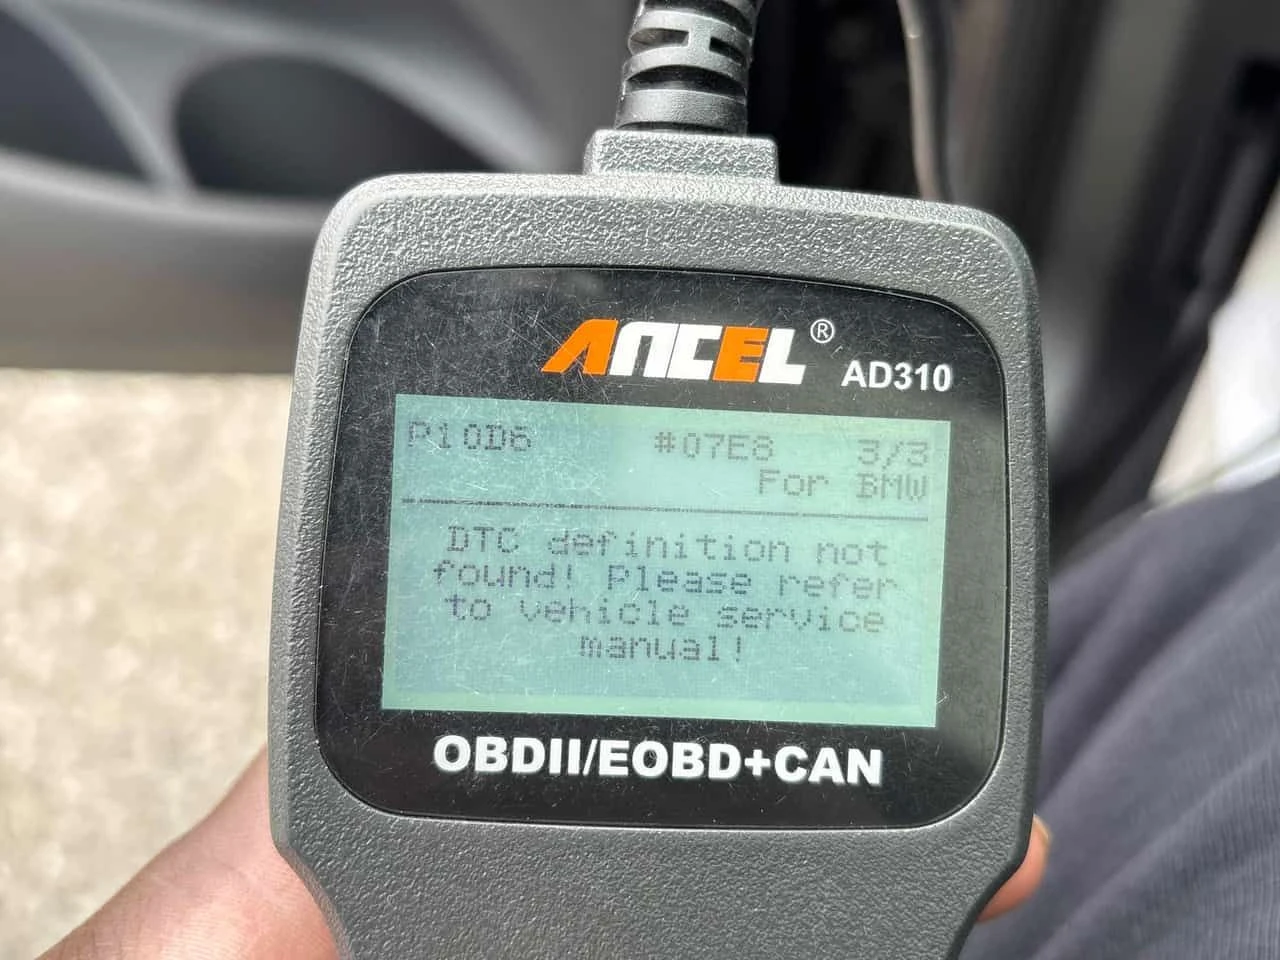 ANCEL®
AD310
P10D6 #07E8 3/3
For BMW
DTC definition not
found! Please refer
to vehicle service
manual!
OBDII/EOBD+CAN